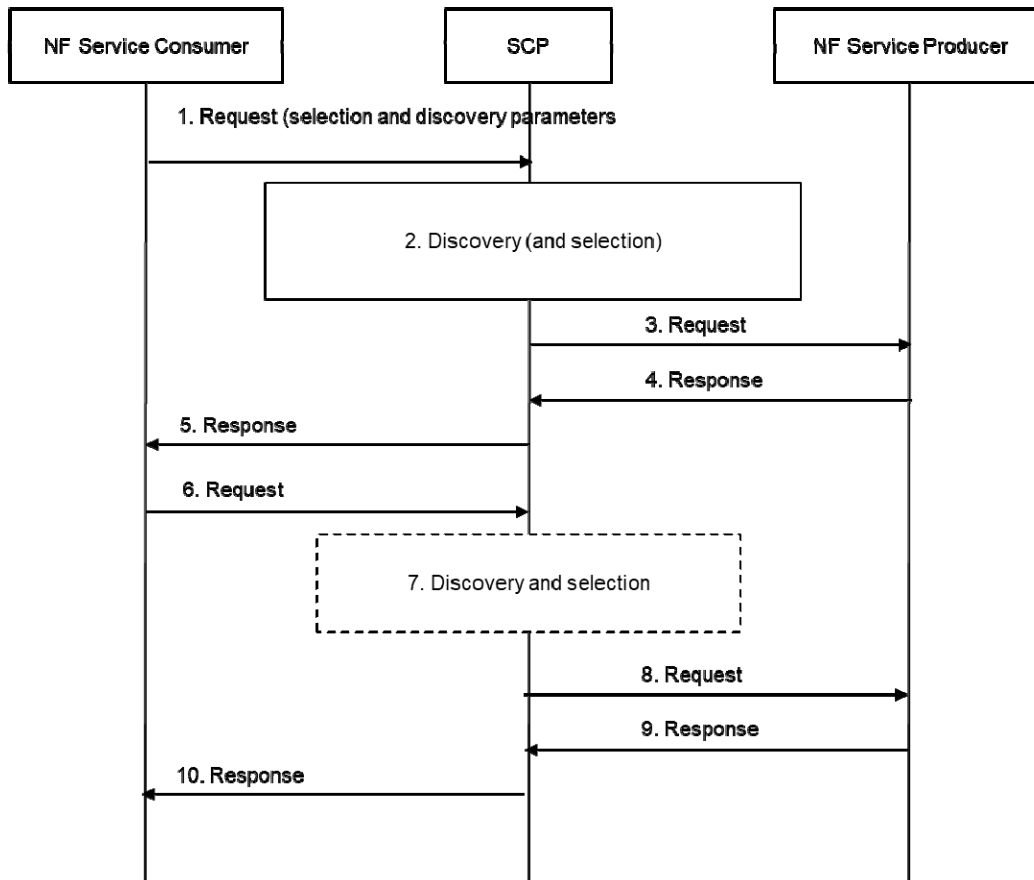 NF Service Consumer
SCP
NF Service Producer
1. Request (selection and discovery parameters
2. Discovery (and selection)
3. Request
4. Response
5. Response
6. Request
7. Discovery and selection
8. Request
9. Response
10. Response